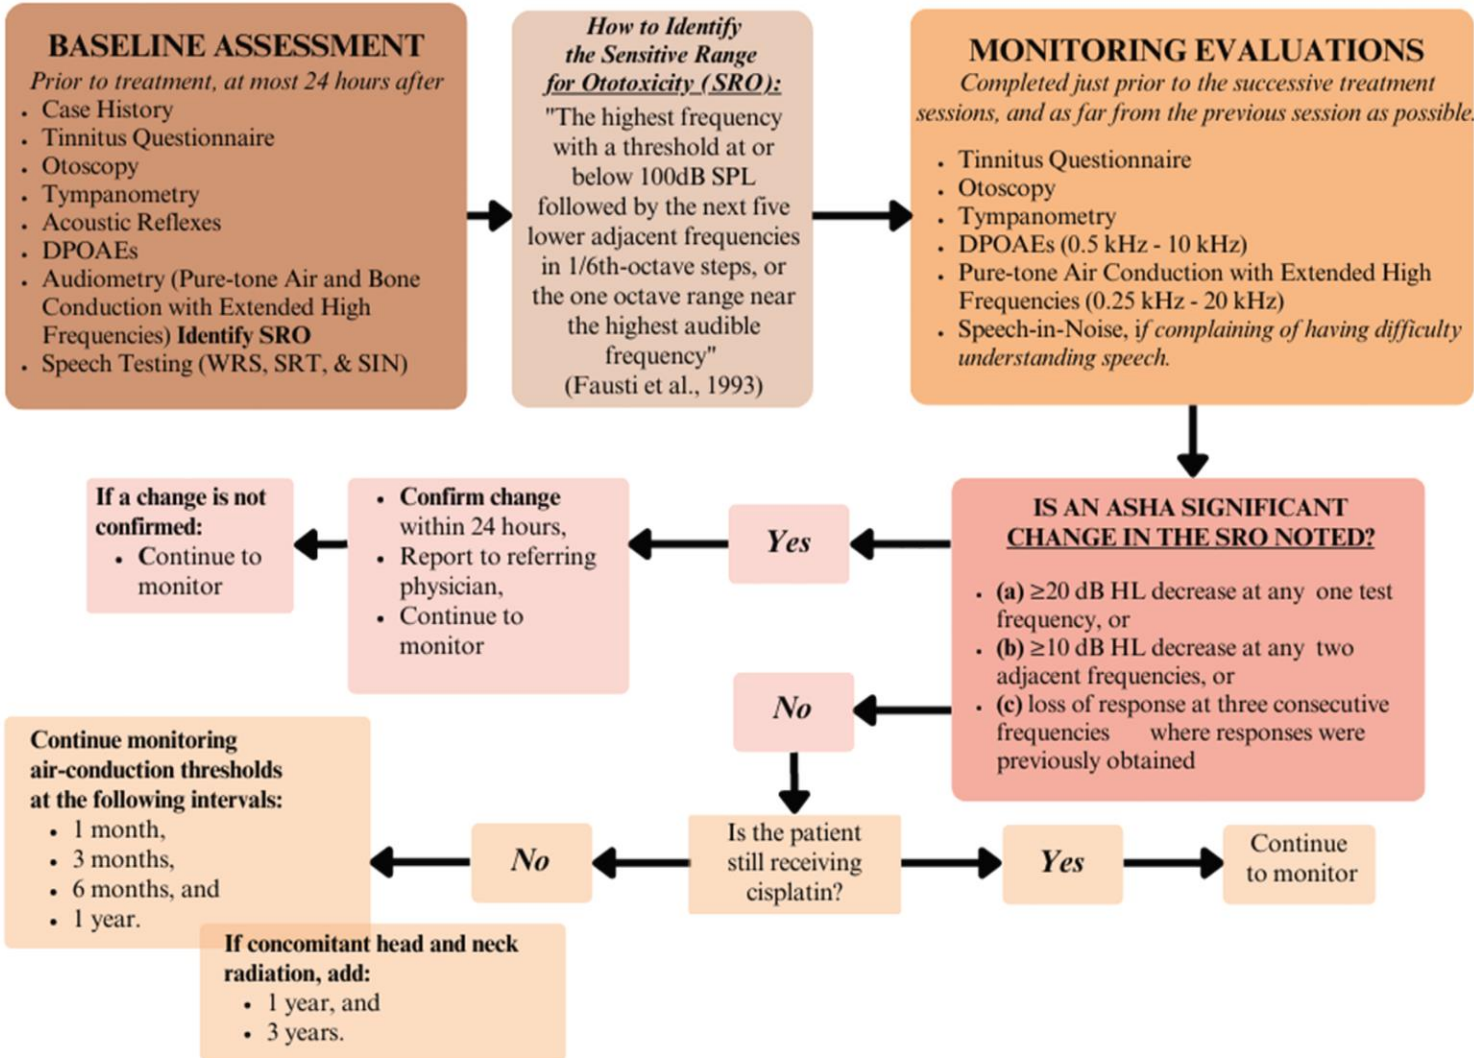 BASELINE ASSESSMENT
Prior to treatment, at most 24 hours after
• Case History
• Tinnitus Questionnaire
• Otoscopy
• Tympanometry
• Acoustic Reflexes
• DPOAEs
• Audiometry (Pure-tone Air and Bone
Conduction with Extended High
Frequencies) Identify SRO
• Speech Testing (WRS, SRT, & SIN)
How to Identify
the Sensitive Range
for Ototoxicity (SRO):
"The highest frequency
with a threshold at or
below 100dB SPL
followed by the next five
lower adjacent frequencies
in 1/6th-octave steps, or
the one octave range near
the highest audible
frequency"
(Fausti et al., 1993)
MONITORING EVALUATIONS
Completed just prior to the successive treatment
sessions, and as far from the previous session as possible.
• Tinnitus Questionnaire
• Otoscopy
• Tympanometry
• DPOAEs (0.5 kHz - 10 kHz)
• Pure-tone Air Conduction with Extended High
Frequencies (0.25 kHz - 20 kHz)
• Speech-in-Noise, if complaining of having difficulty
understanding speech.
IS AN ASHA SIGNIFICANT
CHANGE IN THE SRO NOTED?
• (a) ≥20 dB HL decrease at any one test
frequency, or
• (b) ≥10 dB HL decrease at any two
adjacent frequencies, or
• (c) loss of response at three consecutive
frequencies where responses were
previously obtained
Yes
• Confirm change
within 24 hours,
• Report to referring
physician,
• Continue to
monitor
If a change is not
confirmed:
• Continue to
monitor
No
Is the patient
still receiving
cisplatin?
Yes
Continue
to monitor
No
Continue monitoring
air-conduction thresholds
at the following intervals:
• 1 month,
• 3 months,
• 6 months, and
• 1 year.
If concomitant head and neck
radiation, add:
• 1 year, and
• 3 years.